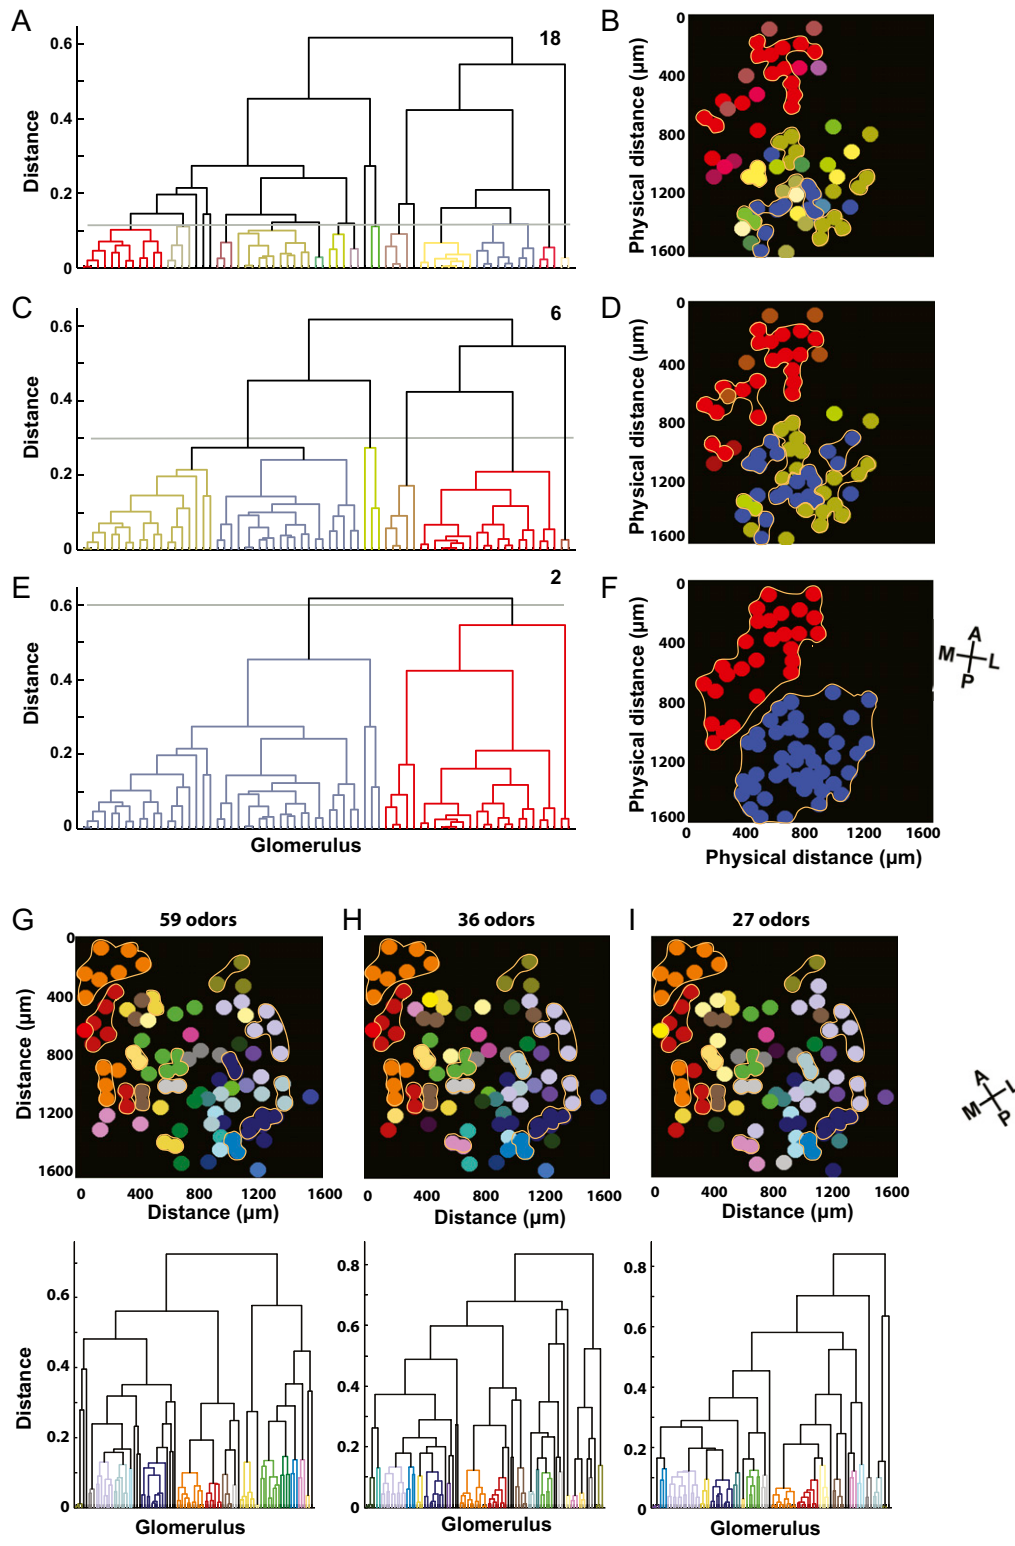 A
18
0.6
0.4
0.2
0
Distance
B
0
400
800
1200
1600
Physical distance (µm)
C
6
0.6
0.4
0.2
0
Distance
D
0
400
800
1200
1600
Physical distance (µm)
E
2
0.6
0.4
0.2
0
Distance
Glomerulus
F
0
400
800
1200
1600
0 400 800 1200 1600
Physical distance (µm)
Physical distance (µm)
A
M L
P
G 59 odors H 36 odors I 27 odors
0
400
800
1200
1600
Distance (µm)
0 400 800 1200 1600 0 400 800 1200 1600 0 400 800 1200 1600
Distance (µm) Distance (µm) Distance (µm)
A L
M P
0.6
0.4
0.2
0
Distance
Glomerulus
0.8
0.6
0.4
0.2
0
Glomerulus
0.8
0.6
0.4
0.2
0
Glomerulus